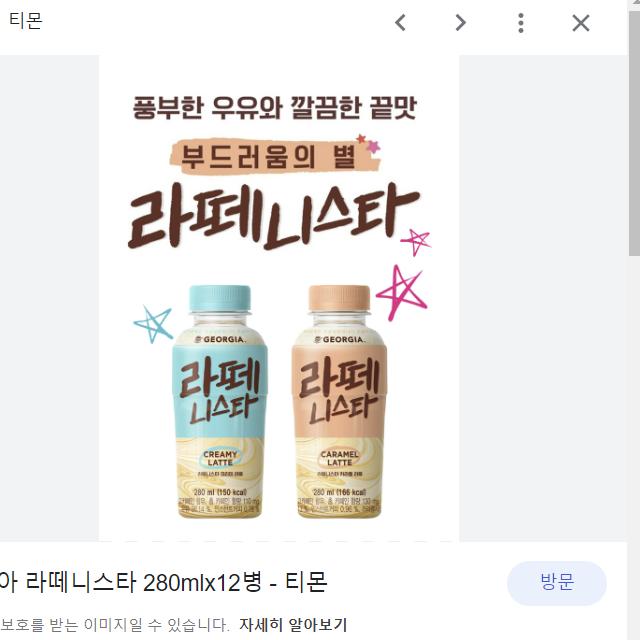 티몬
풍부한 우유와 깔끔한 끝맛
부드러움의 별
라떼니스타
GEORGIA
라떼
니스타
CREAMY
LATTE
280 ml (150 kcal)
GEORGIA
라떼
니스타
CARAMEL
LATTE
280 ml (166 kcal)
아 라떼니스타 280mlx12병 - 티몬
방문
보호를 받는 이미지일 수 있습니다. 자세히 알아보기